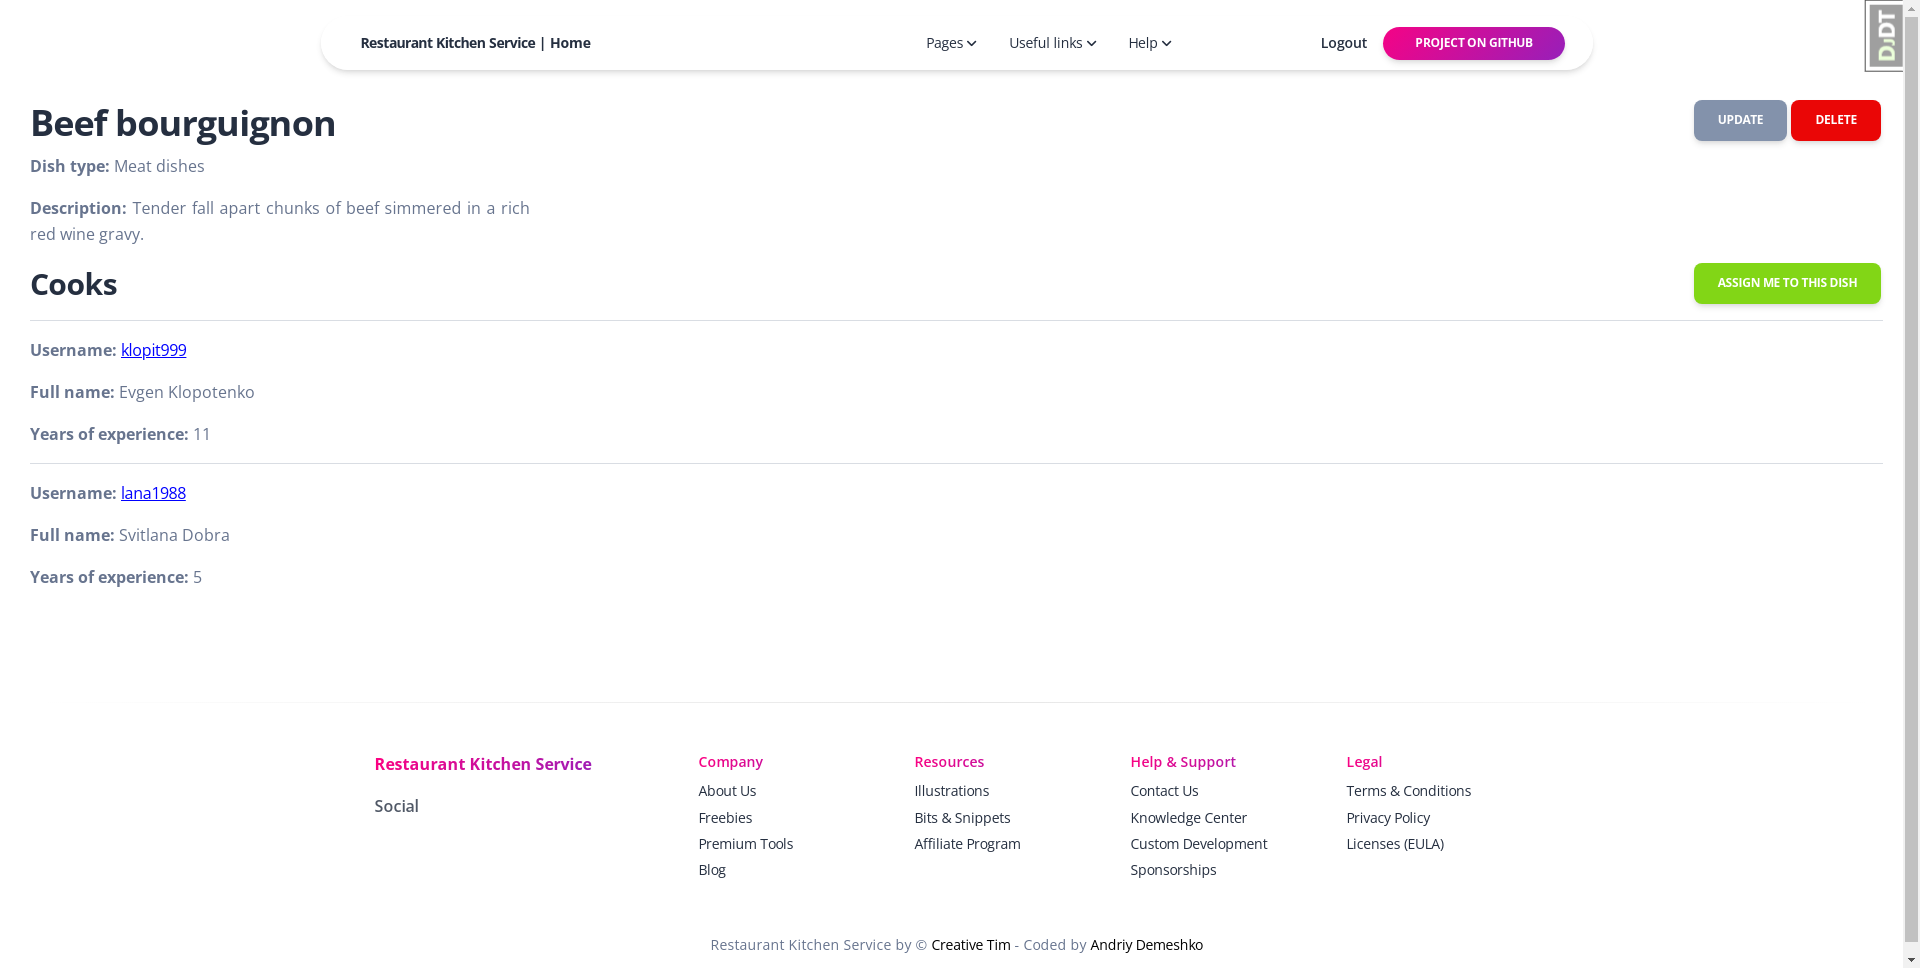 Restaurant Kitchen Service | Home
Pages
Useful links
Help
Logout
PROJECT ON GITHUB
DJDT
Beef bourguignon
UPDATE
DELETE
Dish type: Meat dishes
Description: Tender fall apart chunks of beef simmered in a rich
red wine gravy.
Cooks
ASSIGN ME TO THIS DISH
Username: klopit999
Full name: Evgen Klopotenko
Years of experience: 11
Username: lana1988
Full name: Svitlana Dobra
Years of experience: 5
Restaurant Kitchen Service
Social
Company
About Us
Freebies
Premium Tools
Blog
Resources
Illustrations
Bits & Snippets
Affiliate Program
Help & Support
Contact Us
Knowledge Center
Custom Development
Sponsorships
Legal
Terms & Conditions
Privacy Policy
Licenses (EULA)
Restaurant Kitchen Service by © Creative Tim - Coded by Andriy Demeshko